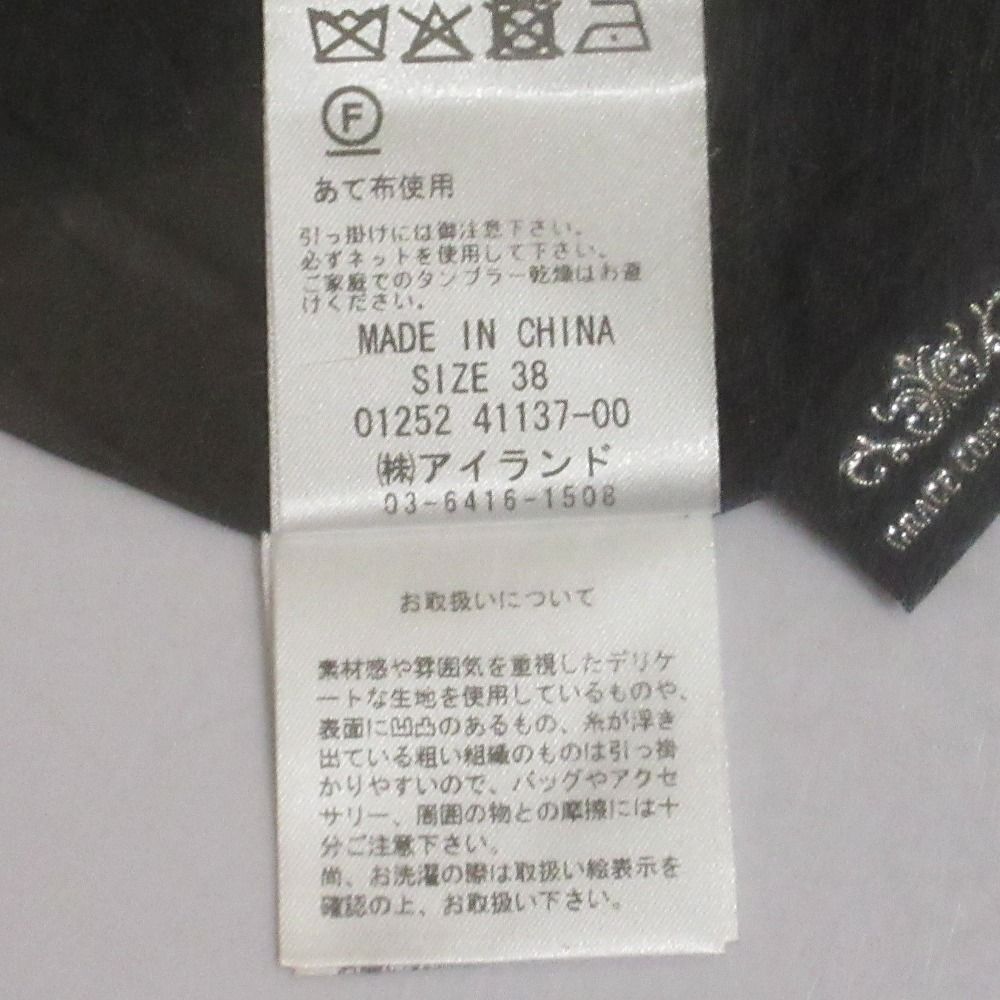 F
あて布使用
引っ掛けには御注意下さい。
必ずネットを使用して下さい。
ご家庭でのタンブラー乾燥はお避
けください。
MADE IN CHINA
SIZE 38
01252 41137-00
㈱アイランド
03-6416-1508
お取扱いについて
素材感や雰囲気を重視したデリケ
ートな生地を使用しているものや、
表面に凹凸のあるもの、糸が浮き
出ている粗い組織のものは引っ掛
かりやすいので、バッグやアクセ
サリー、周囲の物との摩擦には十
分ご注意下さい。
尚、お洗濯の際は取扱い絵表示を
確認の上、お取扱い下さい。
GRACE